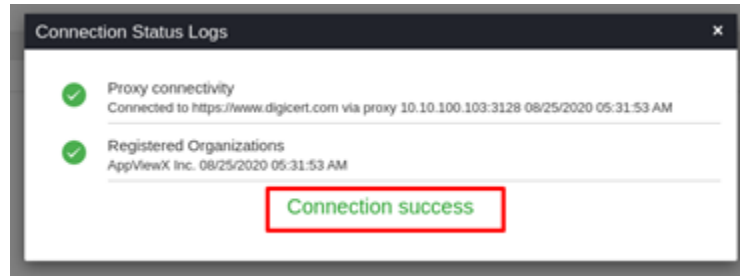 Connection Status Logs ×
Proxy connectivity
Connected to https://www.digicert.com via proxy 10.10.100.103:3128 08/25/2020 05:31:53 AM
Registered Organizations
AppViewX Inc. 08/25/2020 05:31:53 AM
Connection success